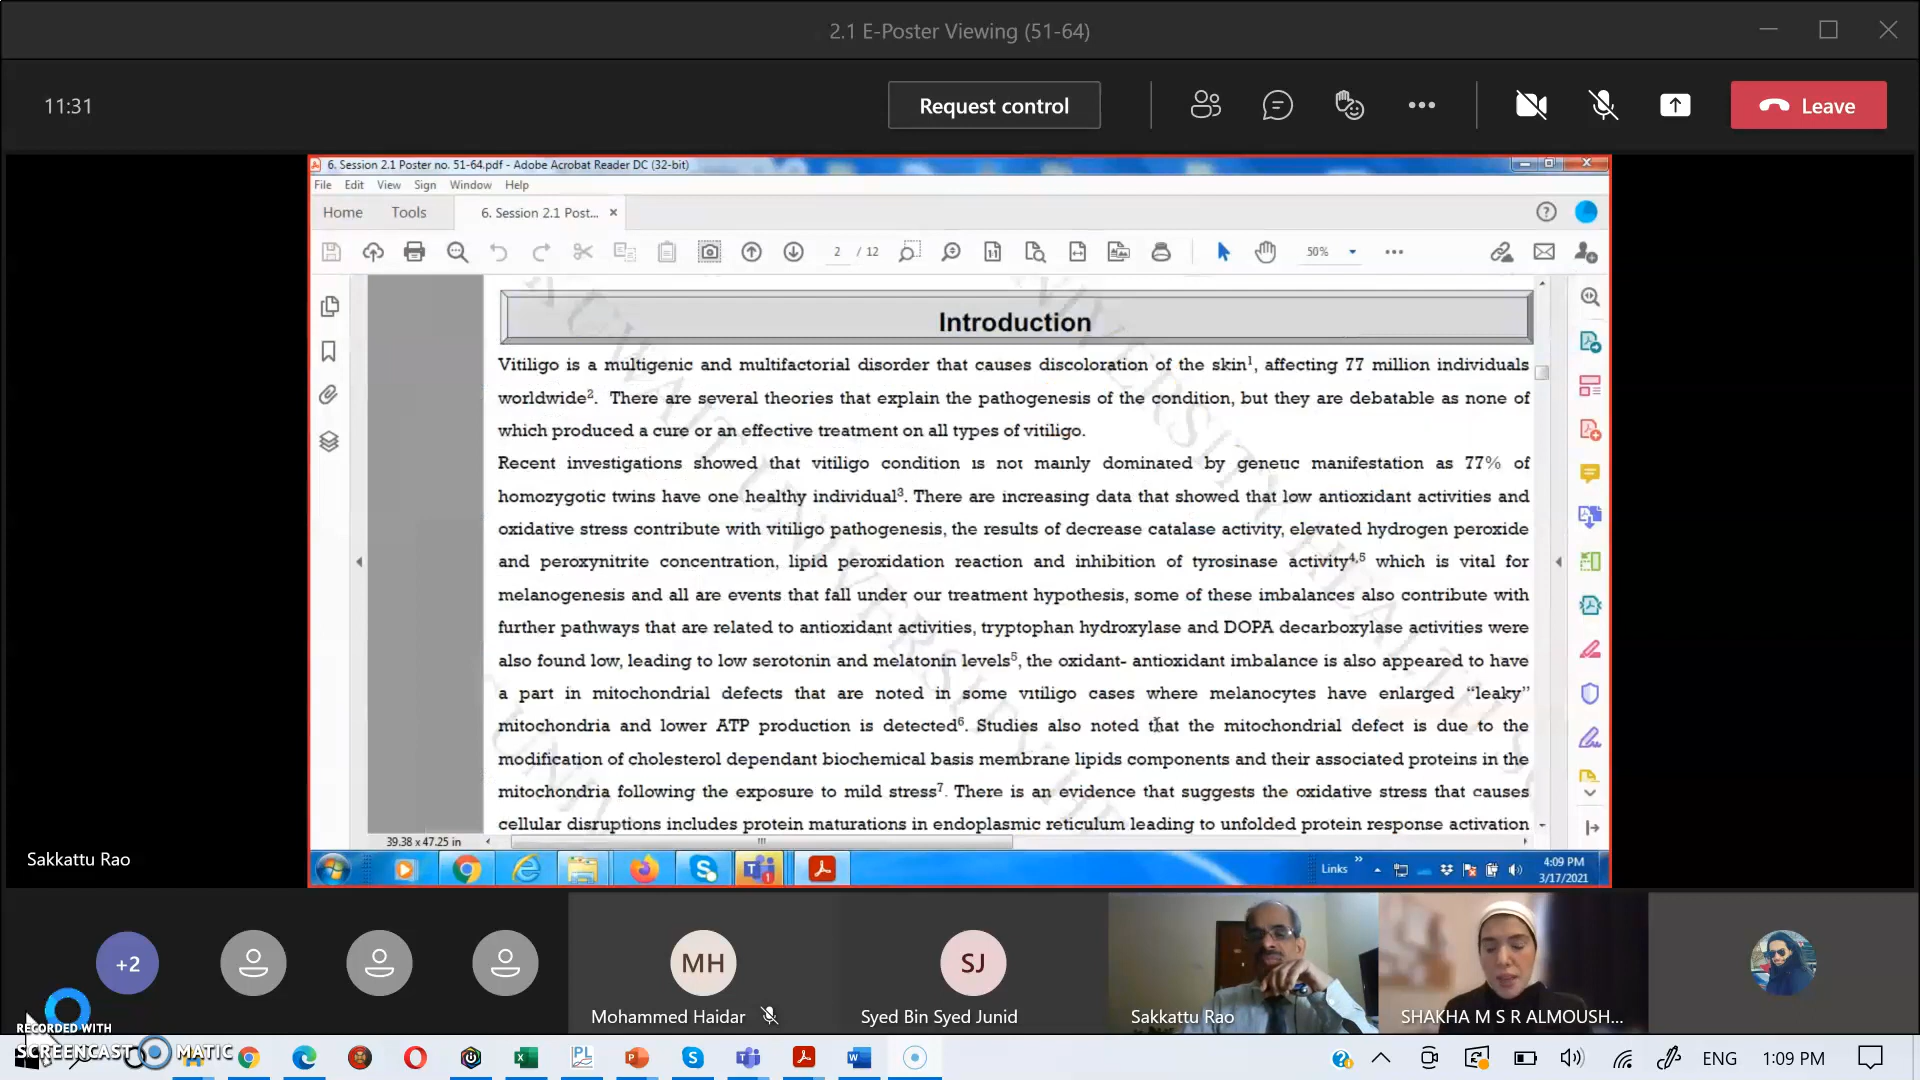 2.1 E-Poster Viewing (51-64)
11:31
Request control
Leave
6. Session 2.1 Poster no. 51-64.pdf - Adobe Acrobat Reader DC (32-bit)
File Edit View Sign Window Help
Home Tools 6. Session 2.1 Post... ×
2 / 12 50%
Introduction
Vitiligo is a multigenic and multifactorial disorder that causes discoloration of the skin¹, affecting 77 million individuals
worldwide². There are several theories that explain the pathogenesis of the condition, but they are debatable as none of
which produced a cure or an effective treatment on all types of vitiligo.
Recent investigations showed that vitiligo condition is not mainly dominated by genetic manifestation as 77% of
homozygotic twins have one healthy individual³. There are increasing data that showed that low antioxidant activities and
oxidative stress contribute with vitiligo pathogenesis, the results of decrease catalase activity, elevated hydrogen peroxide
and peroxynitrite concentration, lipid peroxidation reaction and inhibition of tyrosinase activity⁴,⁵ which is vital for
melanogenesis and all are events that fall under our treatment hypothesis, some of these imbalances also contribute with
further pathways that are related to antioxidant activities, tryptophan hydroxylase and DOPA decarboxylase activities were
also found low, leading to low serotonin and melatonin levels⁵, the oxidant- antioxidant imbalance is also appeared to have
a part in mitochondrial defects that are noted in some vitiligo cases where melanocytes have enlarged “leaky”
mitochondria and lower ATP production is detected⁶. Studies also noted that the mitochondrial defect is due to the
modification of cholesterol dependant biochemical basis membrane lipids components and their associated proteins in the
mitochondria following the exposure to mild stress⁷. There is an evidence that suggests the oxidative stress that causes
cellular disruptions includes protein maturations in endoplasmic reticulum leading to unfolded protein response activation
39.38 x 47.25 in
Links
4:09 PM
3/17/2021
Sakkattu Rao
+2
MH
SJ
Mohammed Haidar
Syed Bin Syed Junid
Sakkattu Rao
SHAKHA M S R ALMOUSH...
RECORDED WITH
SCREENCAST MATIC
ENG
1:09 PM